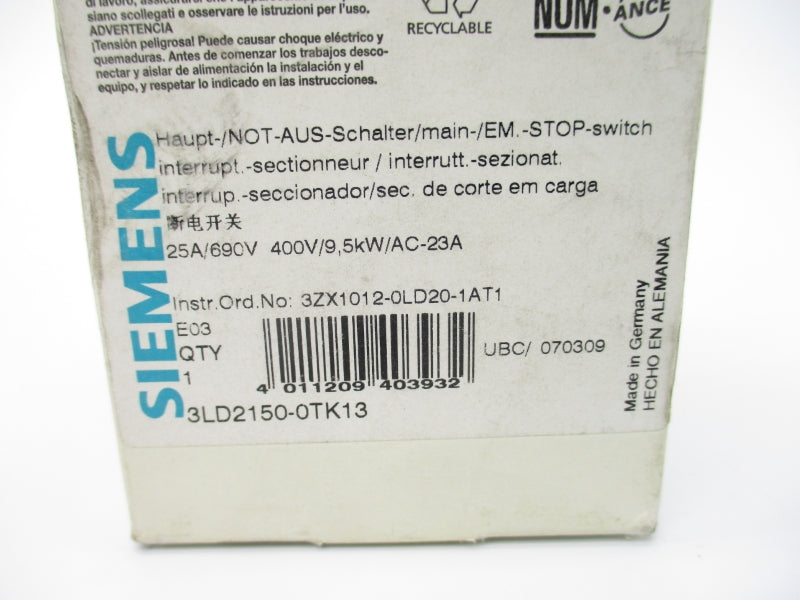 siano scollegati e osservare le istruzioni per l'uso.
ADVERTENCIA
¡Tensión peligrosa! Puede causar choque eléctrico y
quemaduras. Antes de comenzar los trabajos desco-
nectar y aislar de alimentación la instalación y el
equipo, y respetar lo indicado en las instrucciones.
RECYCLABLE
NUM • ANCE
SIEMENS
Haupt-/NOT-AUS-Schalter/main-/EM.-STOP-switch
interrupt.-sectionneur / interrutt.-sezionat.
interrup.-seccionador/sec. de corte em carga
断电开关
25A/690V 400V/9,5kW/AC-23A
Instr.Ord.No: 3ZX1012-0LD20-1AT1
E03
QTY
1
4 011209 403932
UBC/ 070309
3LD2150-0TK13
Made in Germany
HECHO EN ALEMANIA